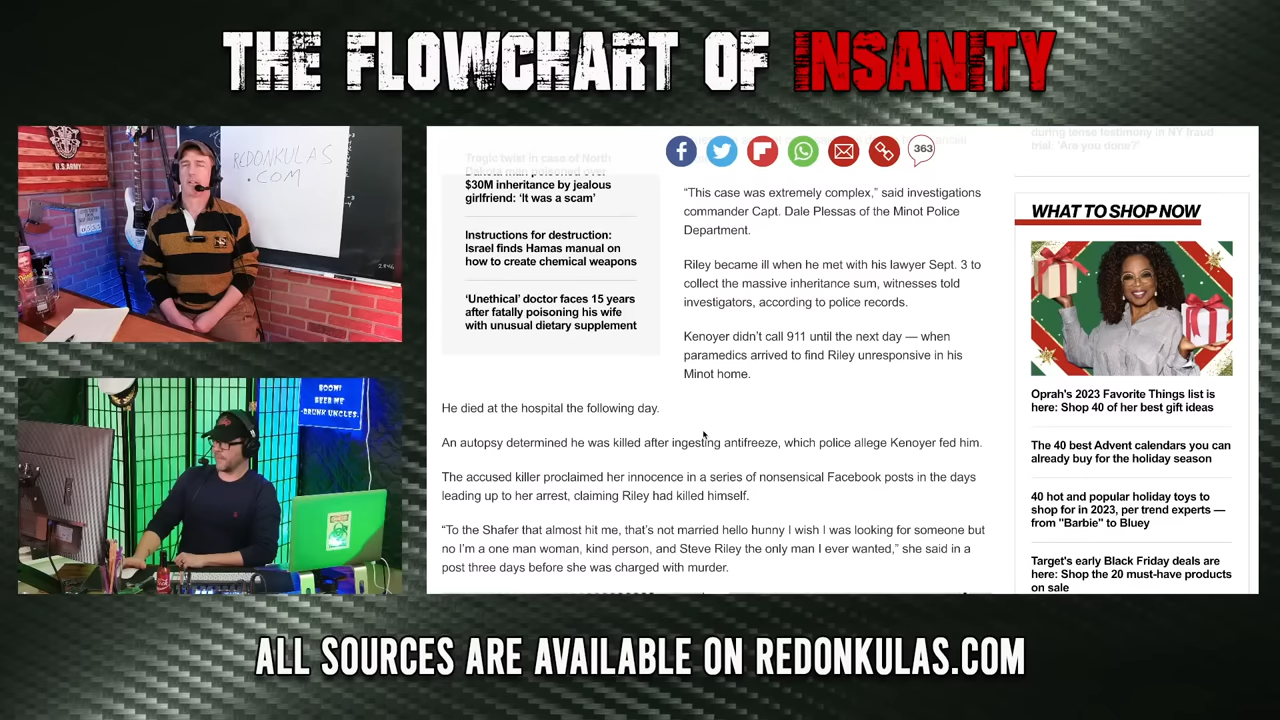 THE FLOWCHART OF INSANITY
U.S. ARMY
REDONKULAS
.COM
BOOM!
BEER ME
-DRUNK UNCLES.
Tragic twist in case of North
Dakota man poisoned over
$30M inheritance by jealous
girlfriend: ‘It was a scam’
Instructions for destruction:
Israel finds Hamas manual on
how to create chemical weapons
‘Unethical’ doctor faces 15 years
after fatally poisoning his wife
with unusual dietary supplement
363
“This case was extremely complex,” said investigations
commander Capt. Dale Plessas of the Minot Police
Department.
Riley became ill when he met with his lawyer Sept. 3 to
collect the massive inheritance sum, witnesses told
investigators, according to police records.
Kenoyer didn’t call 911 until the next day — when
paramedics arrived to find Riley unresponsive in his
Minot home.
He died at the hospital the following day.
An autopsy determined he was killed after ingesting antifreeze, which police allege Kenoyer fed him.
The accused killer proclaimed her innocence in a series of nonsensical Facebook posts in the days
leading up to her arrest, claiming Riley had killed himself.
“To the Shafer that almost hit me, that’s not married hello hunny I wish I was looking for someone but
no I’m a one man woman, kind person, and Steve Riley the only man I ever wanted,” she said in a
post three days before she was charged with murder.
during tense testimony in NY fraud
trial: ‘Are you done?’
WHAT TO SHOP NOW
Oprah's 2023 Favorite Things list is
here: Shop 40 of her best gift ideas
The 40 best Advent calendars you can
already buy for the holiday season
40 hot and popular holiday toys to
shop for in 2023, per trend experts —
from "Barbie" to Bluey
Target's early Black Friday deals are
here: Shop the 20 must-have products
on sale
ALL SOURCES ARE AVAILABLE ON REDONKULAS.COM